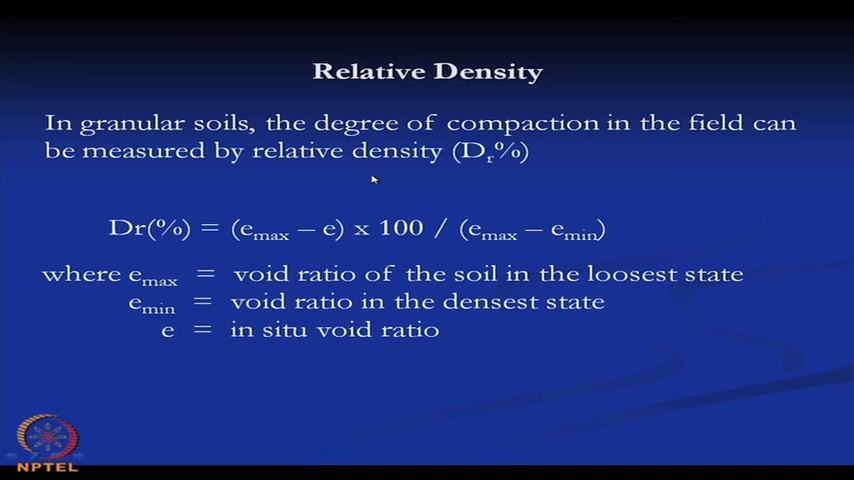 Relative Density
In granular soils, the degree of compaction in the field can
be measured by relative density (Dr%)
Dr(%) = (emax – e) x 100 / (emax – emin)
where emax = void ratio of the soil in the loosest state
emin = void ratio in the densest state
e = in situ void ratio
NPTEL